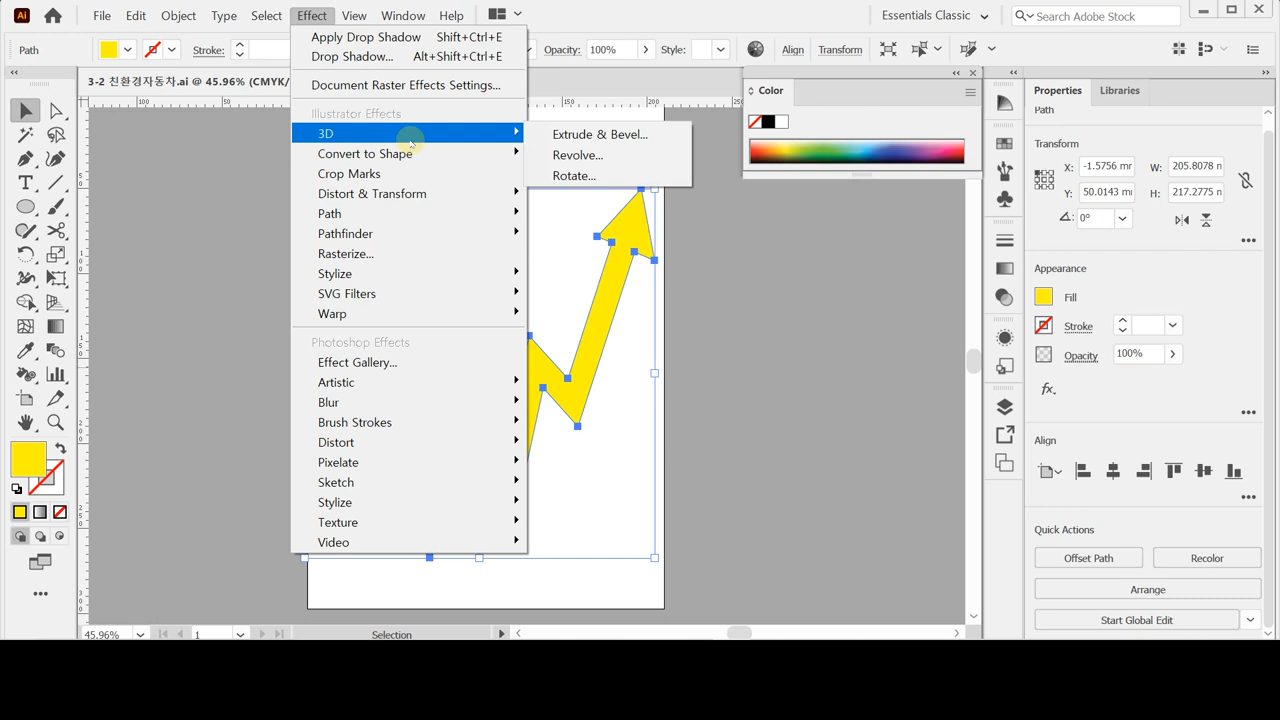 Ai File Edit Object Type Select Effect View Window Help Essentials Classic Search Adobe Stock
Path Stroke: Opacity: 100% Style: Align Transform
3-2 친환경자동차.ai @ 45.96% (CMYK/
Apply Drop Shadow Shift+Ctrl+E
Drop Shadow... Alt+Shift+Ctrl+E
Document Raster Effects Settings...
Illustrator Effects
3D
Convert to Shape
Crop Marks
Distort & Transform
Path
Pathfinder
Rasterize...
Stylize
SVG Filters
Warp
Photoshop Effects
Effect Gallery...
Artistic
Blur
Brush Strokes
Distort
Pixelate
Sketch
Stylize
Texture
Video
Extrude & Bevel...
Revolve...
Rotate...
100 50 150 200
Color
Properties Libraries
Path
Transform
X: -1.5756 mr W: 205.8078 m
Y: 50.0143 mr H: 217.2775 m
0°
Appearance
Fill
Stroke
Opacity 100%
fx.
Align
Quick Actions
Offset Path Recolor
Arrange
Start Global Edit
45.96% 1 Selection